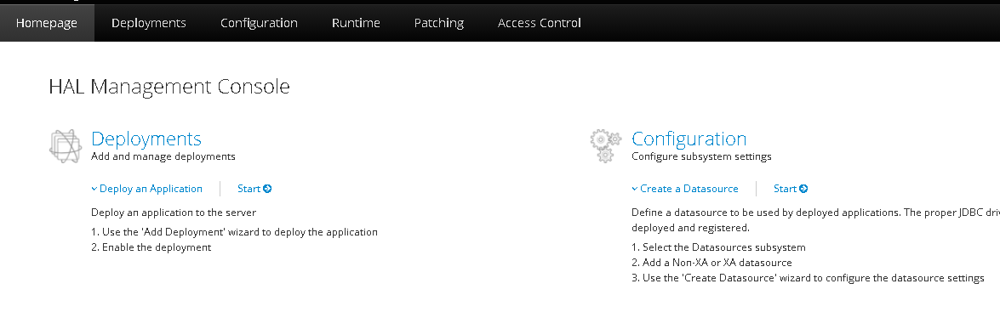 Homepage Deployments Configuration Runtime Patching Access Control
HAL Management Console
Deployments
Add and manage deployments
Deploy an Application
Start
Deploy an application to the server
1. Use the 'Add Deployment' wizard to deploy the application
2. Enable the deployment
Configuration
Configure subsystem settings
Create a Datasource
Start
Define a datasource to be used by deployed applications. The proper JDBC
deployed and registered.
1. Select the Datasources subsystem
2. Add a Non-XA or XA datasource
3. Use the 'Create Datasource' wizard to configure the datasource settings